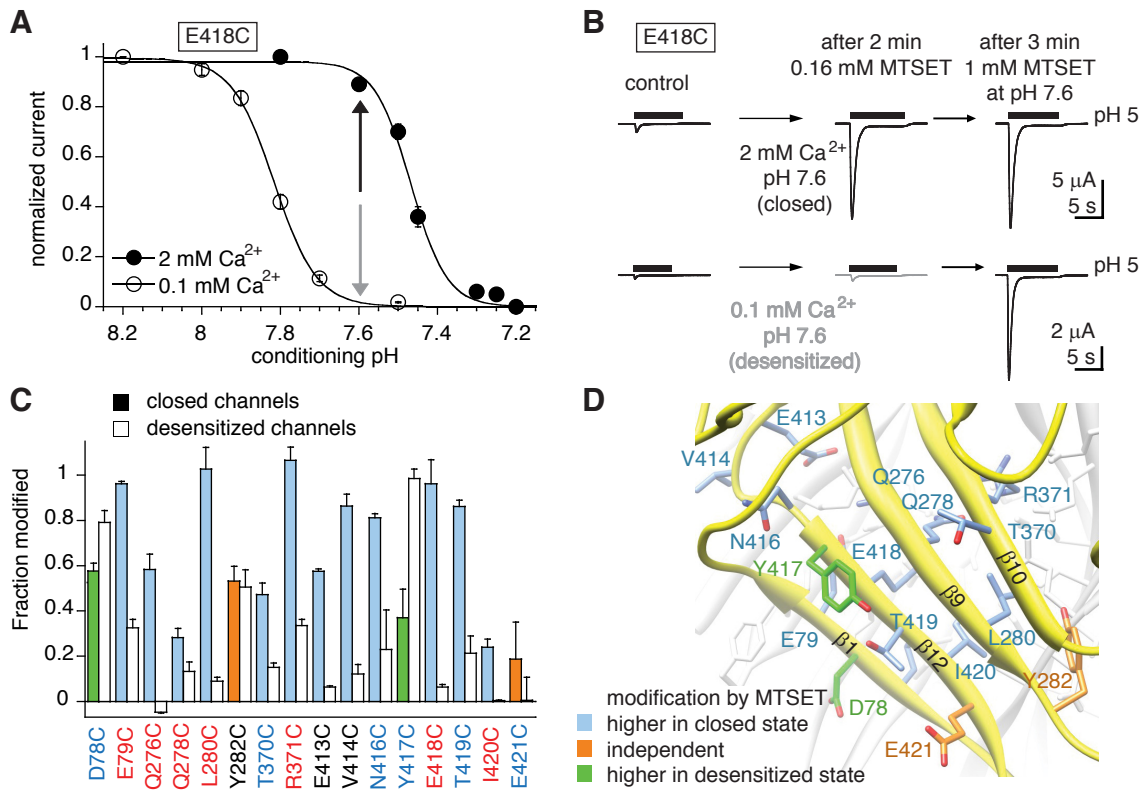 A
E418C
normalized current
1
0.8
0.6
0.4
0.2
0
2 mM Ca2+
0.1 mM Ca2+
8.2 8 7.8 7.6 7.4 7.2
conditioning pH
B
E418C
control
after 2 min
0.16 mM MTSET
after 3 min
1 mM MTSET
at pH 7.6
pH 5
2 mM Ca2+
pH 7.6
(closed)
5 µA
5 s
pH 5
0.1 mM Ca2+
pH 7.6
(desensitized)
2 µA
5 s
C
closed channels
desensitized channels
Fraction modified
1
0.8
0.6
0.4
0.2
0
D78C
E79C
Q276C
Q278C
L280C
Y282C
T370C
R371C
E413C
V414C
N416C
Y417C
E418C
T419C
I420C
E421C
D
E413
V414
Q276
Q278
R371
T370
N416
E418
Y417
β10
β9
T419
E79
β1
β12
L280
I420
Y282
D78
E421
modification by MTSET
higher in closed state
independent
higher in desensitized state